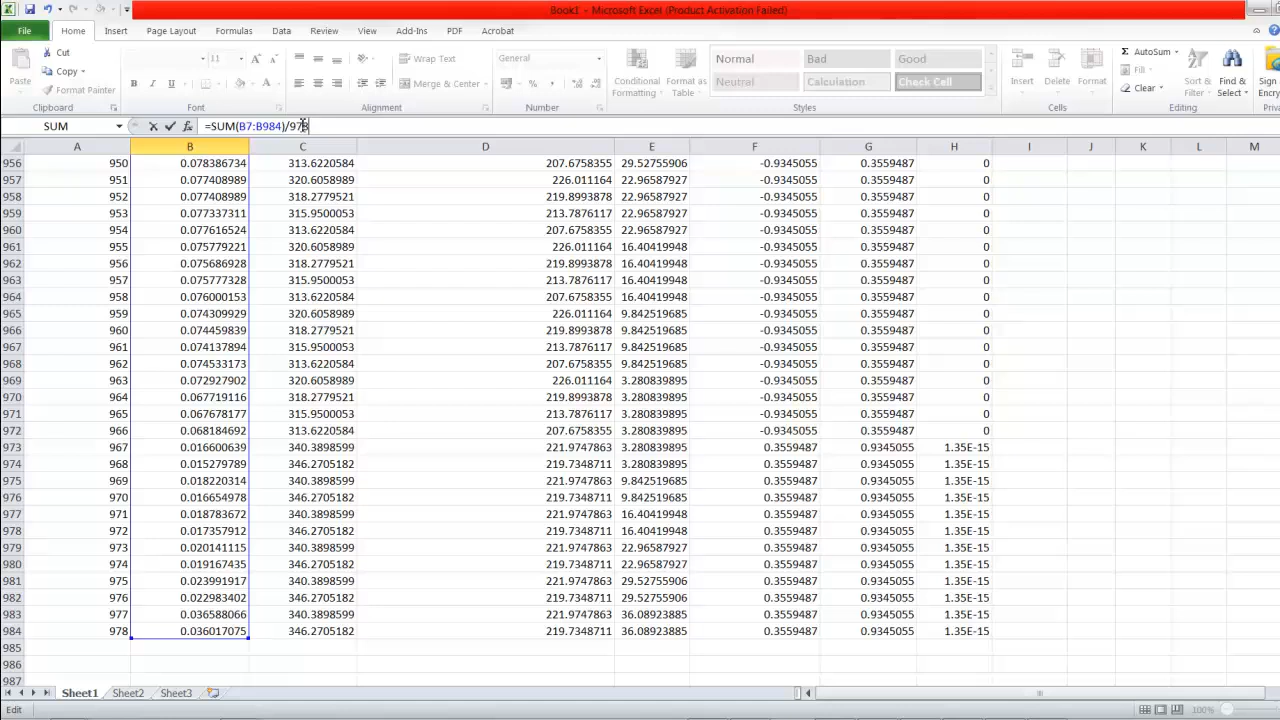 Book1 - Microsoft Excel (Product Activation Failed)
File Home Insert Page Layout Formulas Data Review View Add-Ins PDF Acrobat
Paste Cut Copy Format Painter
Clipboard
11
Font
Wrap Text Merge & Center
Alignment
General
Number
Conditional Formatting Format as Table
Normal Bad Good
Neutral Calculation Check Cell
Styles
Insert Delete Format
Cells
AutoSum Fill Clear
Sort & Filter Find & Select
Editing
Sign Encry
Priva
SUM =SUM(B7:B984)/978
A B C D E F G H I J K L M
956 950 0.078386734 313.6220584 207.6758355 29.52755906 -0.9345055 0.3559487 0
957 951 0.077408989 320.6058989 226.011164 22.96587927 -0.9345055 0.3559487 0
958 952 0.077408989 318.2779521 219.8993878 22.96587927 -0.9345055 0.3559487 0
959 953 0.077337311 315.9500053 213.7876117 22.96587927 -0.9345055 0.3559487 0
960 954 0.077616524 313.6220584 207.6758355 22.96587927 -0.9345055 0.3559487 0
961 955 0.075779221 320.6058989 226.011164 16.40419948 -0.9345055 0.3559487 0
962 956 0.075686928 318.2779521 219.8993878 16.40419948 -0.9345055 0.3559487 0
963 957 0.075777328 315.9500053 213.7876117 16.40419948 -0.9345055 0.3559487 0
964 958 0.076000153 313.6220584 207.6758355 16.40419948 -0.9345055 0.3559487 0
965 959 0.074309929 320.6058989 226.011164 9.842519685 -0.9345055 0.3559487 0
966 960 0.074459839 318.2779521 219.8993878 9.842519685 -0.9345055 0.3559487 0
967 961 0.074137894 315.9500053 213.7876117 9.842519685 -0.9345055 0.3559487 0
968 962 0.074533173 313.6220584 207.6758355 9.842519685 -0.9345055 0.3559487 0
969 963 0.072927902 320.6058989 226.011164 3.280839895 -0.9345055 0.3559487 0
970 964 0.067719116 318.2779521 219.8993878 3.280839895 -0.9345055 0.3559487 0
971 965 0.067678177 315.9500053 213.7876117 3.280839895 -0.9345055 0.3559487 0
972 966 0.068184692 313.6220584 207.6758355 3.280839895 -0.9345055 0.3559487 0
973 967 0.016600639 340.3898599 221.9747863 3.280839895 0.3559487 0.9345055 1.35E-15
974 968 0.015279789 346.2705182 219.7348711 3.280839895 0.3559487 0.9345055 1.35E-15
975 969 0.018220314 340.3898599 221.9747863 9.842519685 0.3559487 0.9345055 1.35E-15
976 970 0.016654978 346.2705182 219.7348711 9.842519685 0.3559487 0.9345055 1.35E-15
977 971 0.018783672 340.3898599 221.9747863 16.40419948 0.3559487 0.9345055 1.35E-15
978 972 0.017357912 346.2705182 219.7348711 16.40419948 0.3559487 0.9345055 1.35E-15
979 973 0.020141115 340.3898599 221.9747863 22.96587927 0.3559487 0.9345055 1.35E-15
980 974 0.019167435 346.2705182 219.7348711 22.96587927 0.3559487 0.9345055 1.35E-15
981 975 0.023991917 340.3898599 221.9747863 29.52755906 0.3559487 0.9345055 1.35E-15
982 976 0.022983402 346.2705182 219.7348711 29.52755906 0.3559487 0.9345055 1.35E-15
983 977 0.036588066 340.3898599 221.9747863 36.08923885 0.3559487 0.9345055 1.35E-15
984 978 0.036017075 346.2705182 219.7348711 36.08923885 0.3559487 0.9345055 1.35E-15
985
986
987
Sheet1 Sheet2 Sheet3
Edit 100%